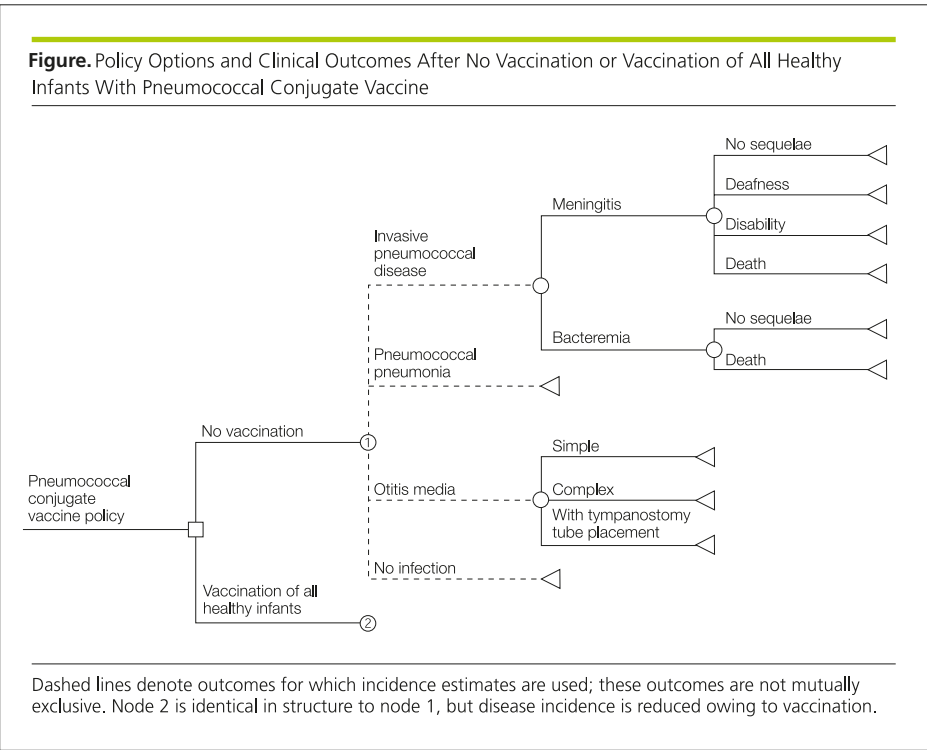 Figure. Policy Options and Clinical Outcomes After No Vaccination or Vaccination of All Healthy
Infants With Pneumococcal Conjugate Vaccine
No sequelae
Deafness
Meningitis
Disability
Invasive
pneumococcal
disease
Death
No sequelae
Bacteremia
Death
Pneumococcal
pneumonia
No vaccination
1
Simple
Pneumococcal
conjugate
vaccine policy
Otitis media
Complex
With tympanostomy
tube placement
No infection
Vaccination of all
healthy infants
2
Dashed lines denote outcomes for which incidence estimates are used; these outcomes are not mutually
exclusive. Node 2 is identical in structure to node 1, but disease incidence is reduced owing to vaccination.